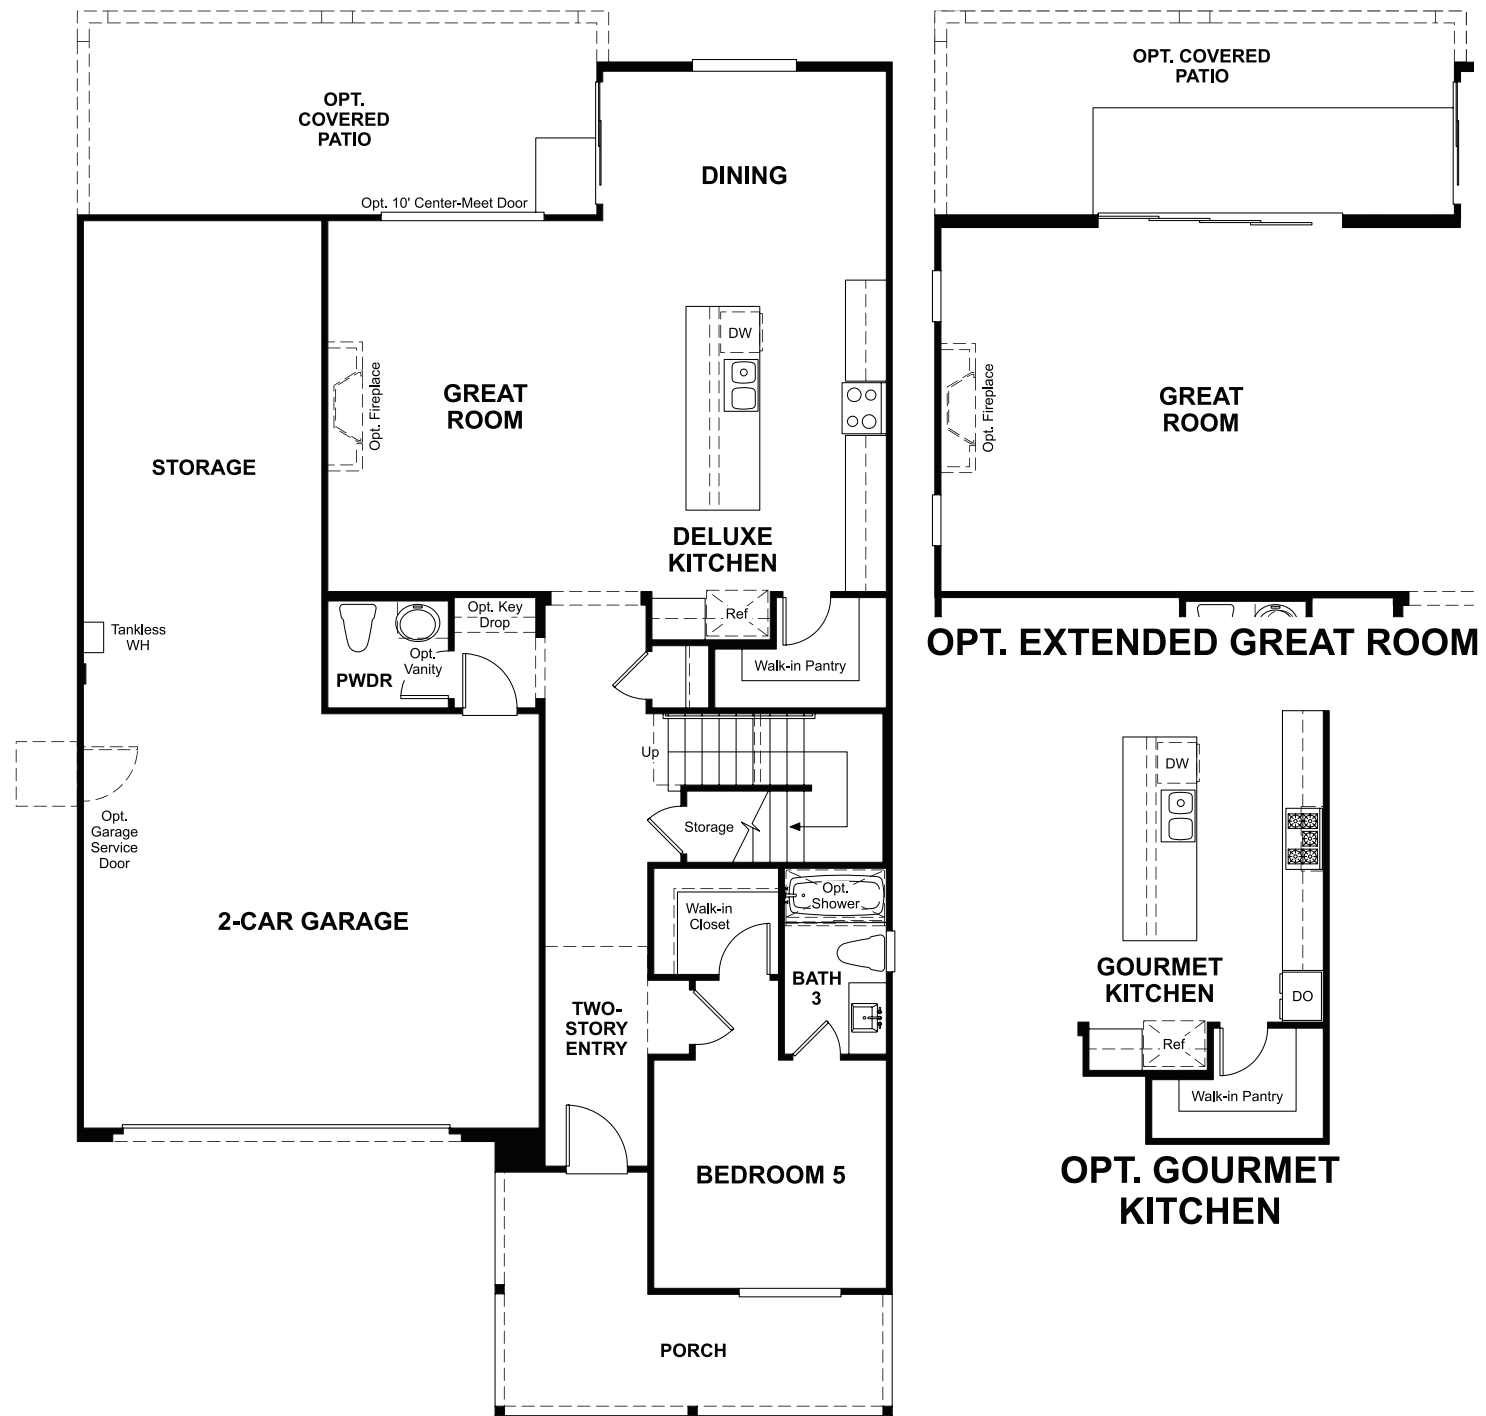 OPT.
COVERED
PATIO
Opt. 10' Center-Meet Door
DINING
DW
GREAT
ROOM
Opt. Fireplace
STORAGE
DELUXE
KITCHEN
Opt. Key
Drop
Ref
Tankless
WH
Opt.
Vanity
PWDR
Walk-in Pantry
Up
Opt.
Garage
Service
Door
Storage
2-CAR GARAGE
Walk-in
Closet
Opt.
Shower
BATH
3
TWO-
STORY
ENTRY
BEDROOM 5
PORCH
OPT. COVERED
PATIO
GREAT
ROOM
Opt. Fireplace
OPT. EXTENDED GREAT ROOM
DW
GOURMET
KITCHEN
DO
Ref
Walk-in Pantry
OPT. GOURMET
KITCHEN